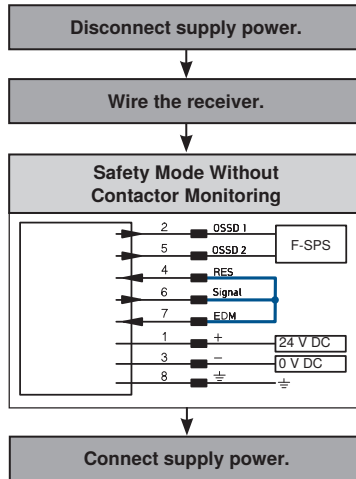 Disconnect supply power.
Wire the receiver.
Safety Mode Without
Contactor Monitoring
2 OSSD 1
5 OSSD 2
F-SPS
4 RES
6 Signal
7 EDM
1 + 24 V DC
3 – 0 V DC
8
Connect supply power.